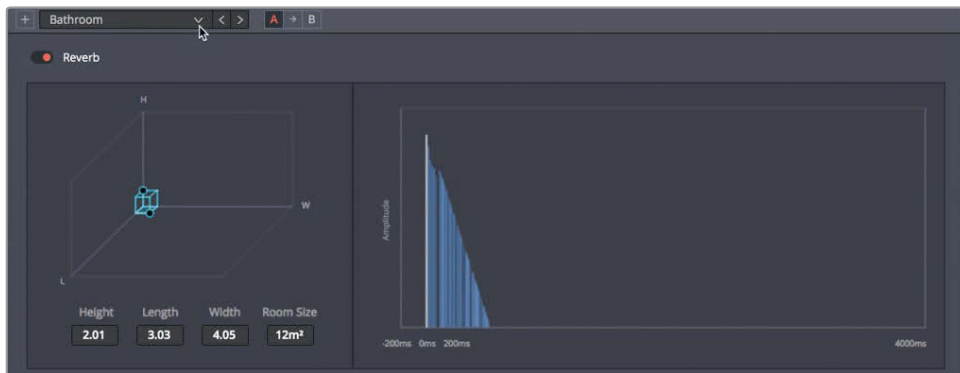 + Bathroom < > A → B
Reverb
H
W
L
Height Length Width Room Size
2.01 3.03 4.05 12m²
Amplitude
-200ms 0ms 200ms 4000ms